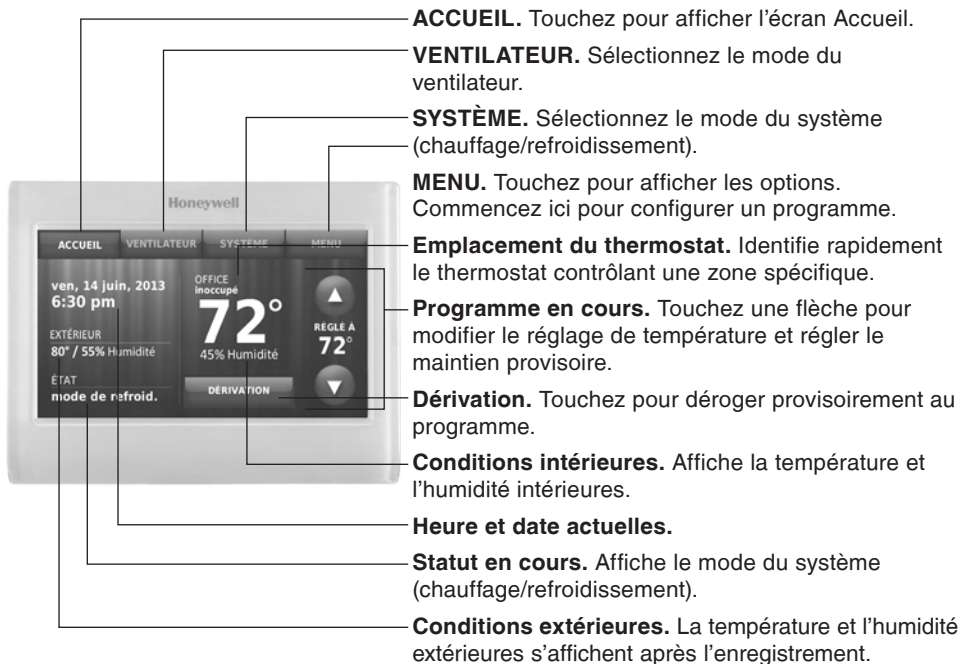 ACCUEIL. Touchez pour afficher l'écran Accueil.
VENTILATEUR. Sélectionnez le mode du
ventilateur.
SYSTÈME. Sélectionnez le mode du système
(chauffage/refroidissement).
MENU. Touchez pour afficher les options.
Commencez ici pour configurer un programme.
Emplacement du thermostat. Identifie rapidement
le thermostat contrôlant une zone spécifique.
Programme en cours. Touchez une flèche pour
modifier le réglage de température et régler le
maintien provisoire.
Dérivation. Touchez pour déroger provisoirement au
programme.
Conditions intérieures. Affiche la température et
l'humidité intérieures.
Heure et date actuelles.
Statut en cours. Affiche le mode du système
(chauffage/refroidissement).
Conditions extérieures. La température et l'humidité
extérieures s'affichent après l'enregistrement.
Honeywell
ACCUEIL VENTILATEUR SYSTÈME MENU
ven, 14 juin, 2013
6:30 pm
EXTÉRIEUR
80° / 55% Humidité
ÉTAT
mode de refroid.
OFFICE
inoccupé
72°
45% Humidité
DÉRIVATION
RÉGLÉ À
72°